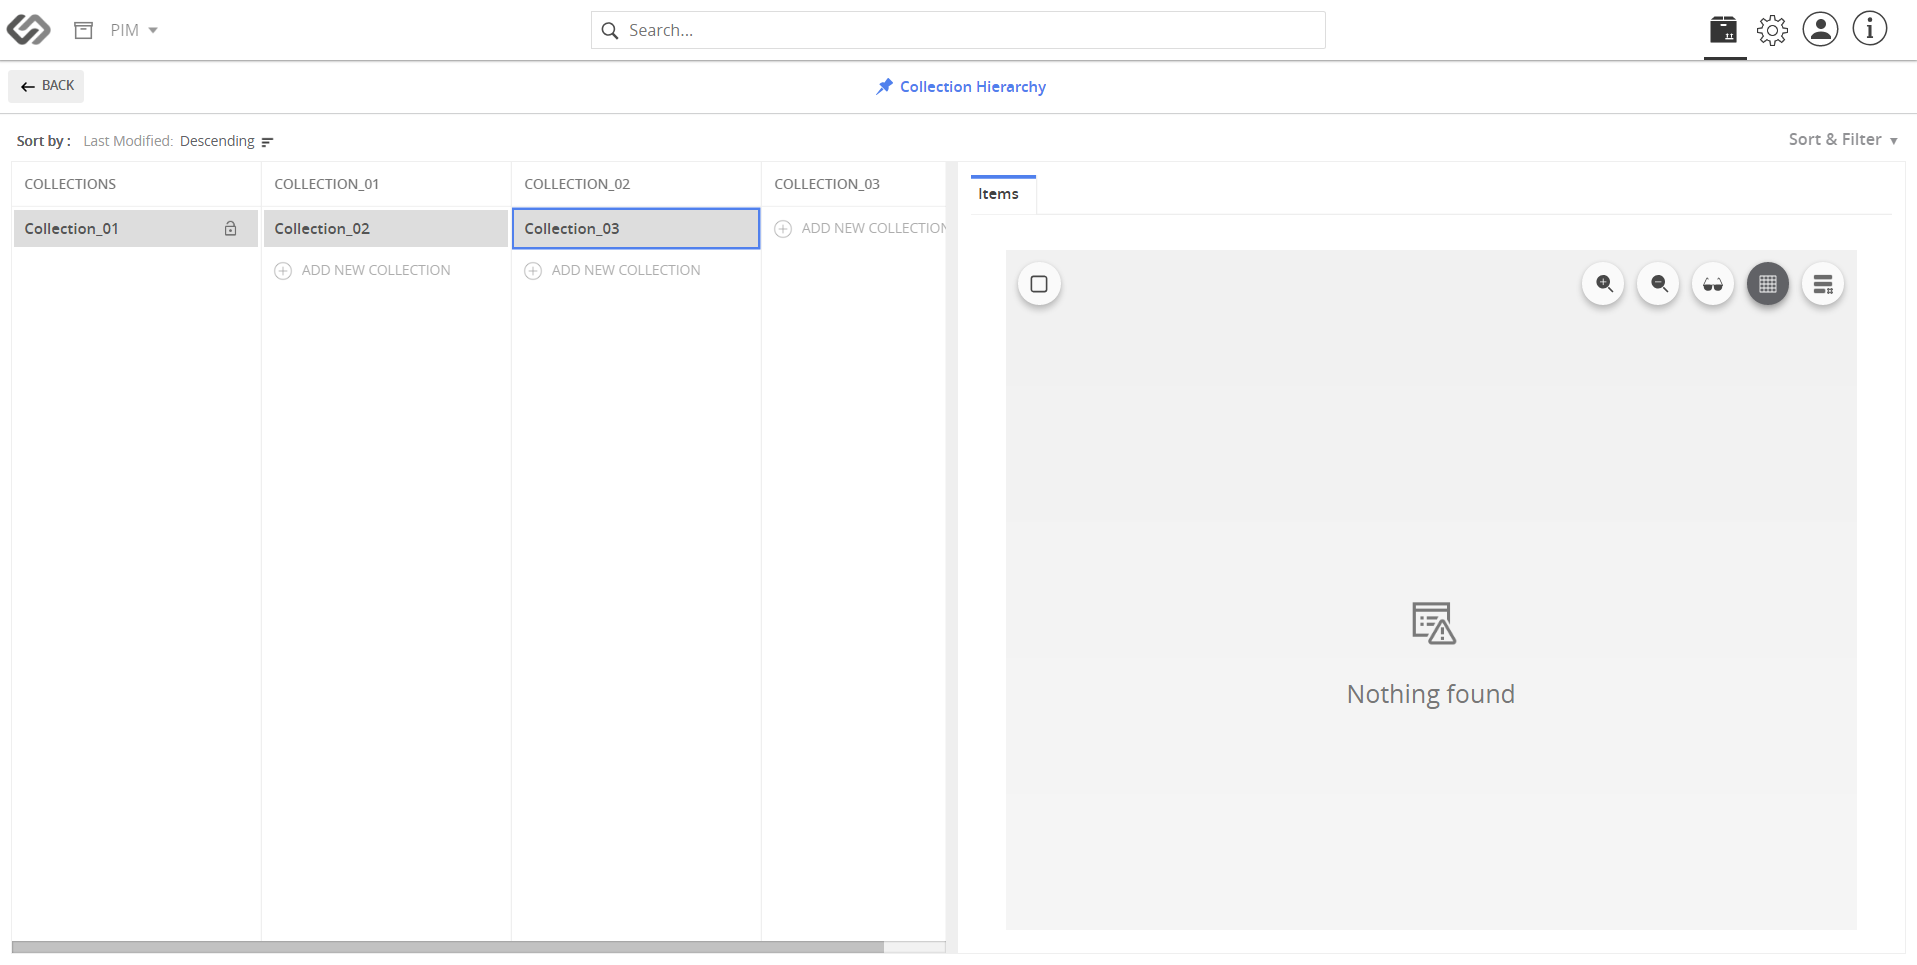 PIM
Search...
BACK
Collection Hierarchy
Sort by : Last Modified: Descending
Sort & Filter
COLLECTIONS
COLLECTION_01
COLLECTION_02
COLLECTION_03
Items
Collection_01
Collection_02
Collection_03
ADD NEW COLLECTION
ADD NEW COLLECTION
ADD NEW COLLECTION
Nothing found